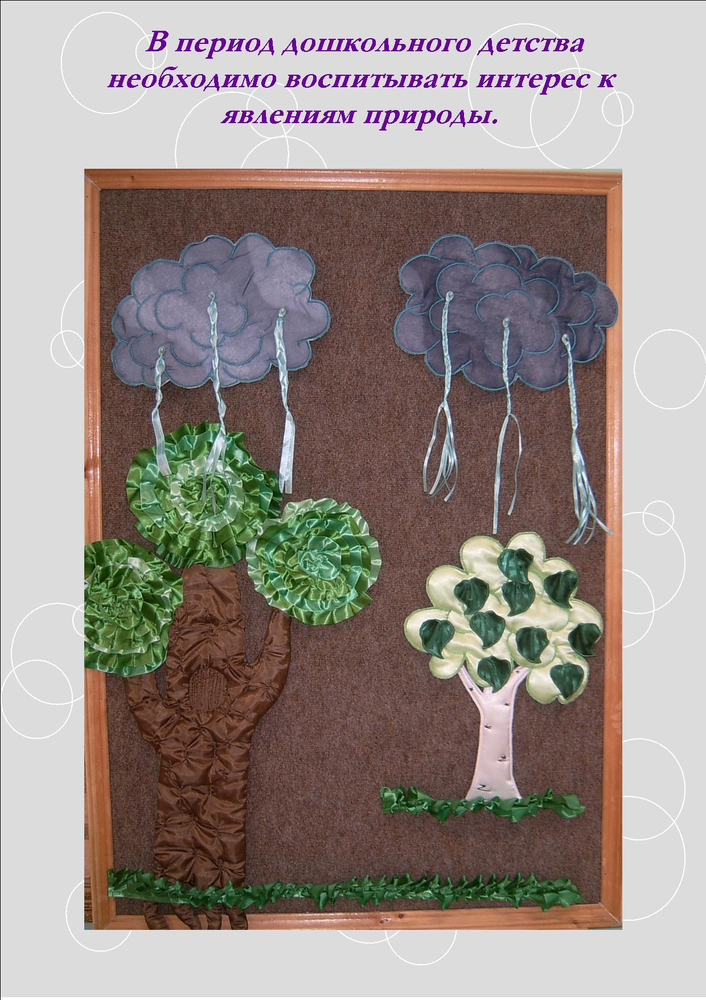 В период дошкольного детства
необходимо воспитывать интерес к
явлениям природы.